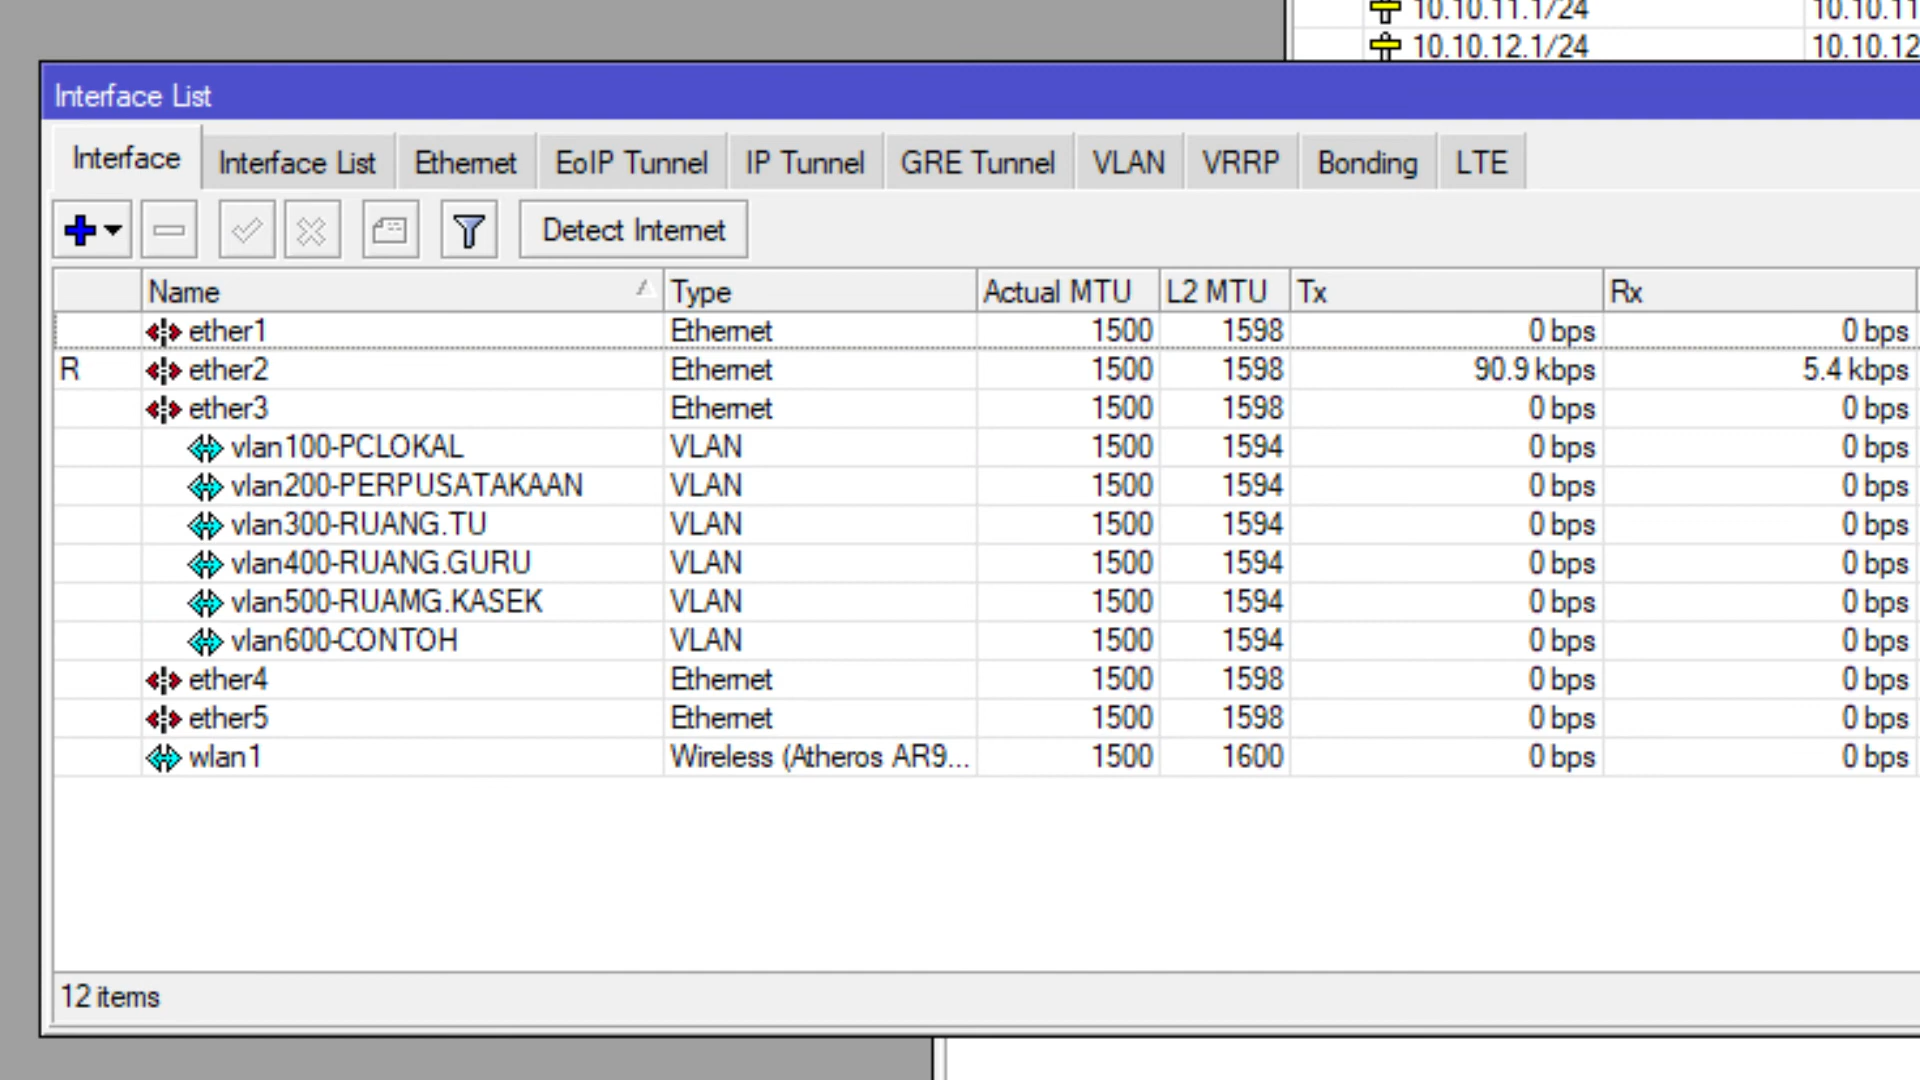 10.10.11.1/24 10.10.11
10.10.12.1/24 10.10.12
Interface List
Interface Interface List Ethernet EoIP Tunnel IP Tunnel GRE Tunnel VLAN VRRP Bonding LTE
Detect Internet
Name Type Actual MTU L2 MTU Tx Rx
ether1 Ethernet 1500 1598 0 bps 0 bps
R ether2 Ethernet 1500 1598 90.9 kbps 5.4 kbps
ether3 Ethernet 1500 1598 0 bps 0 bps
vlan100-PCLOKAL VLAN 1500 1594 0 bps 0 bps
vlan200-PERPUSATAKAAN VLAN 1500 1594 0 bps 0 bps
vlan300-RUANG.TU VLAN 1500 1594 0 bps 0 bps
vlan400-RUANG.GURU VLAN 1500 1594 0 bps 0 bps
vlan500-RUAMG.KASEK VLAN 1500 1594 0 bps 0 bps
vlan600-CONTOH VLAN 1500 1594 0 bps 0 bps
ether4 Ethernet 1500 1598 0 bps 0 bps
ether5 Ethernet 1500 1598 0 bps 0 bps
wlan1 Wireless (Atheros AR9... 1500 1600 0 bps 0 bps
12 items